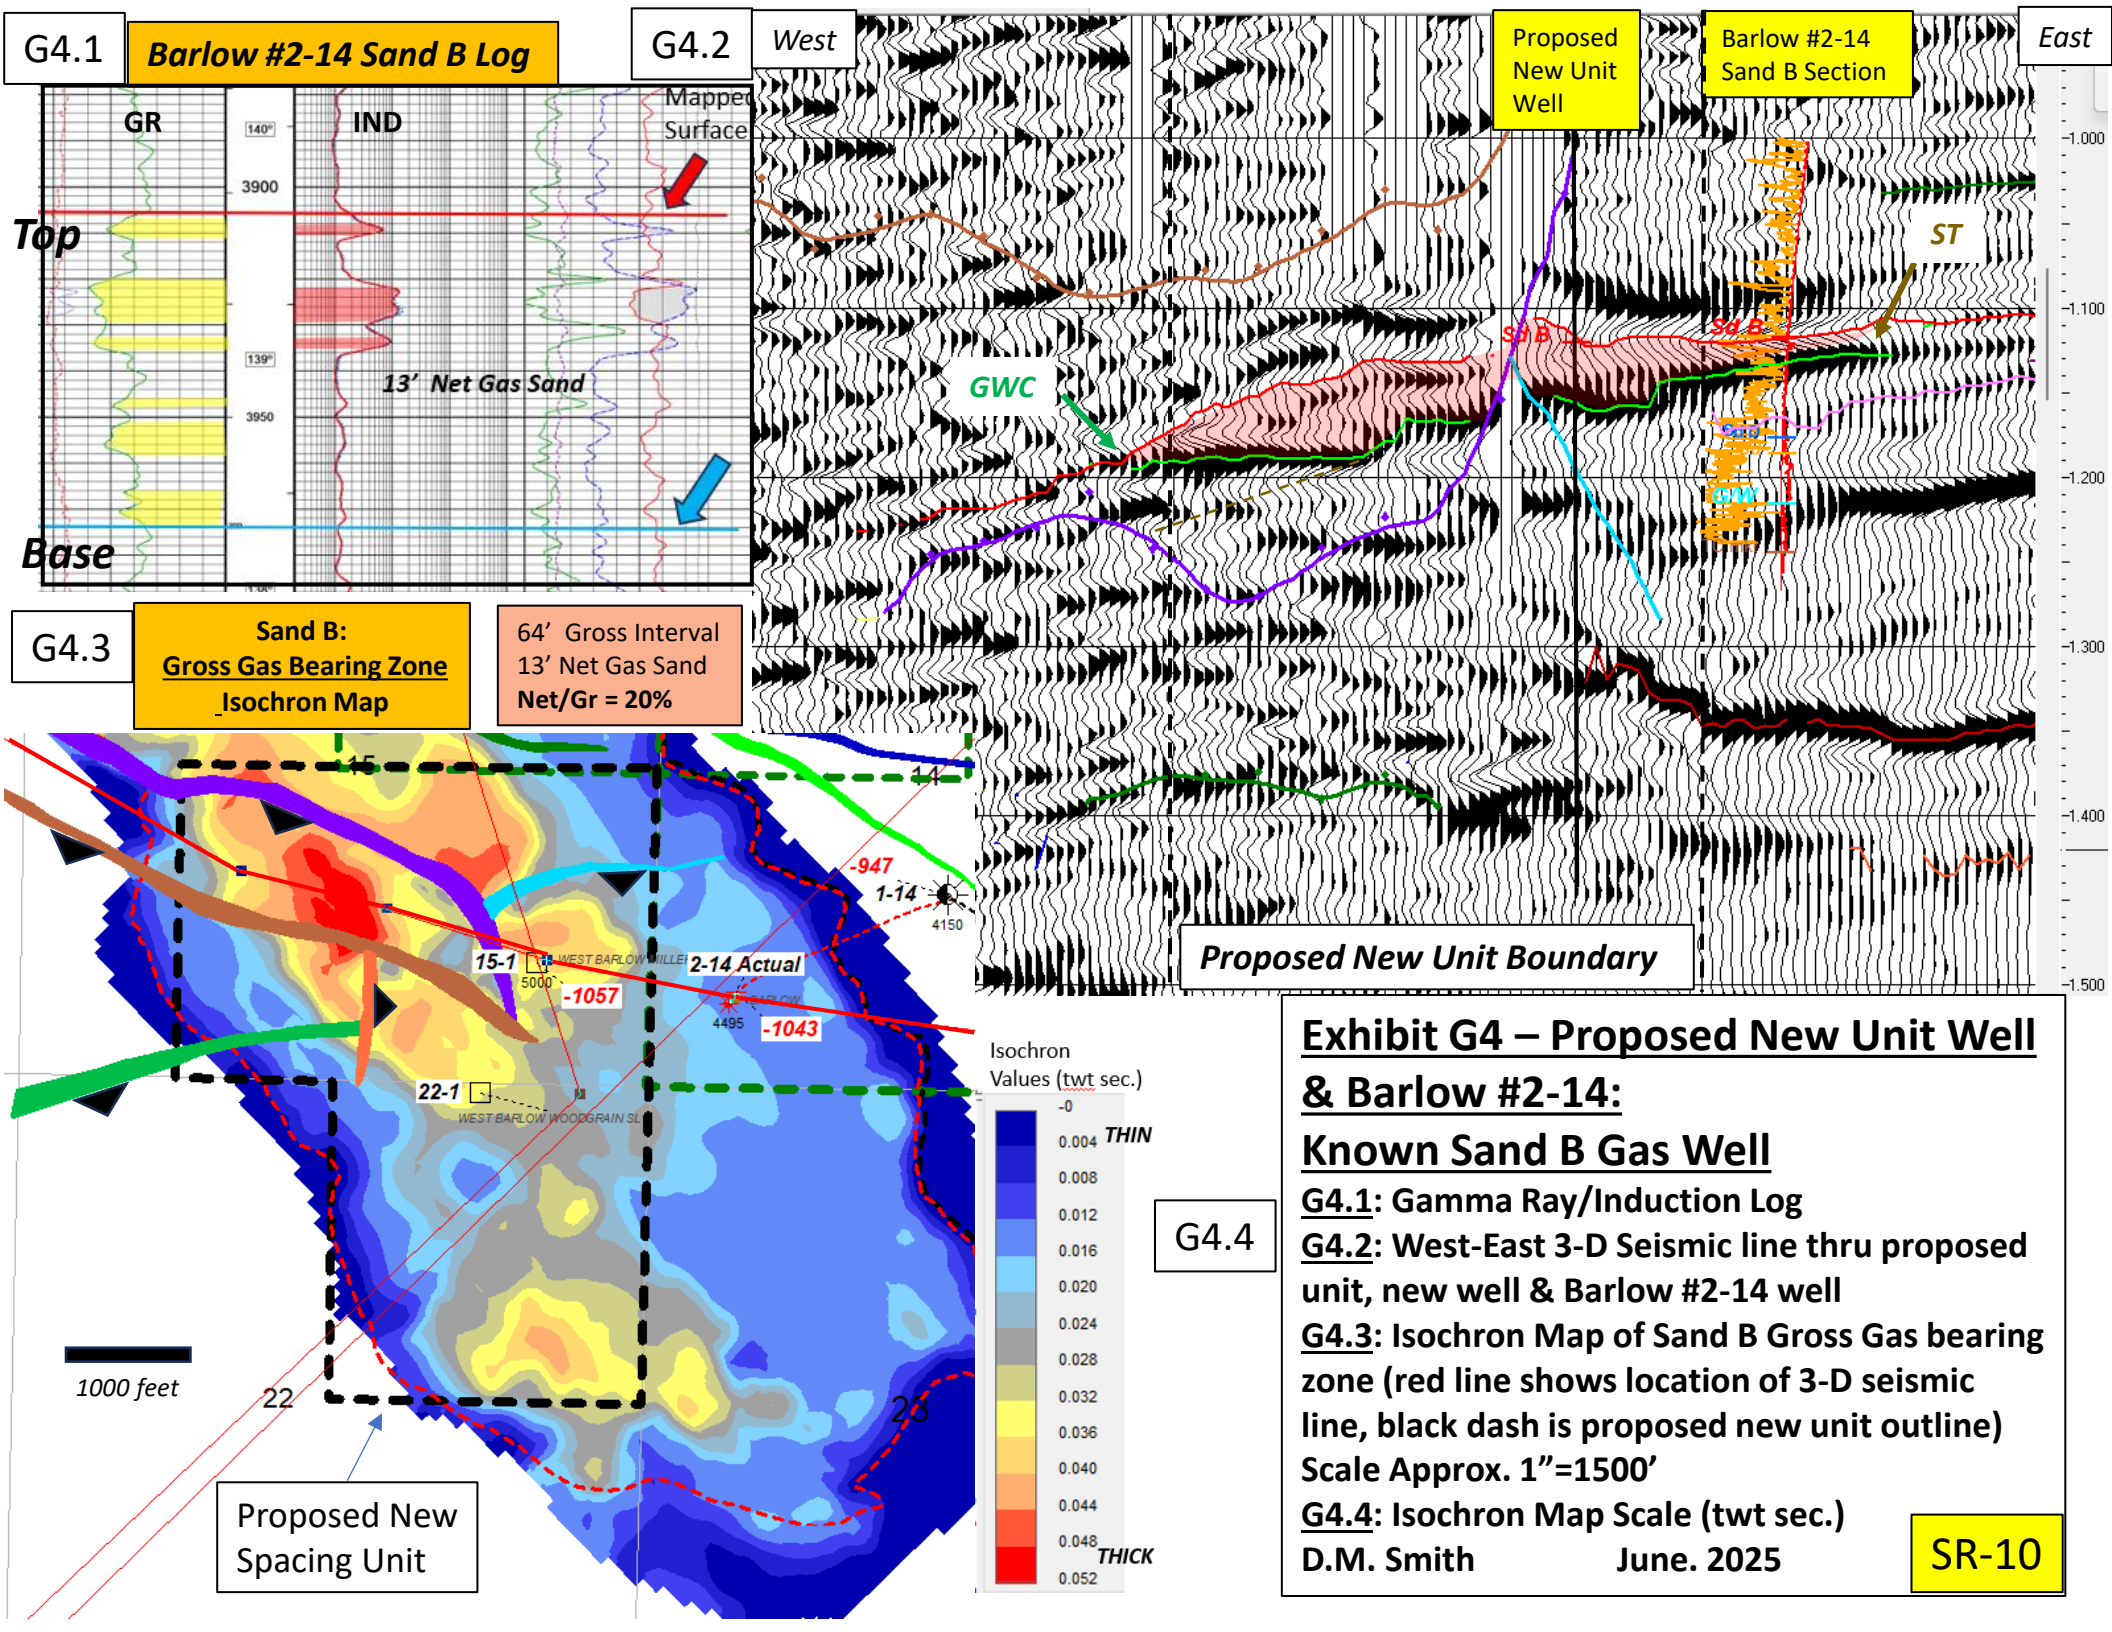 G4.1
Barlow #2-14 Sand B Log
G4.2
West
Proposed
New Unit
Well
Barlow #2-14
Sand B Section
East
GR
IND
Mapped
Surface
140°
3900
Top
139°
13’ Net Gas Sand
3950
Base
GWC
Sd B
Sd B
ST
G/W
-1.000
-1.100
-1.200
-1.300
-1.400
-1.500
Proposed New Unit Boundary
G4.3
Sand B:
Gross Gas Bearing Zone
Isochron Map
64’ Gross Interval
13’ Net Gas Sand
Net/Gr = 20%
15
14
-947
1-14
4150
15-1
WEST BARLOW MILLE
5000
-1057
2-14 Actual
BARLOW
4495
-1043
22-1
WEST BARLOW WOODGRAIN SL
1000 feet
22
23
Proposed New
Spacing Unit
Isochron
Values (twt sec.)
-0
0.004
THIN
0.008
0.012
0.016
0.020
0.024
0.028
0.032
0.036
0.040
0.044
0.048
THICK
0.052
G4.4
Exhibit G4 – Proposed New Unit Well
& Barlow #2-14:
Known Sand B Gas Well
G4.1: Gamma Ray/Induction Log
G4.2: West-East 3-D Seismic line thru proposed
unit, new well & Barlow #2-14 well
G4.3: Isochron Map of Sand B Gross Gas bearing
zone (red line shows location of 3-D seismic
line, black dash is proposed new unit outline)
Scale Approx. 1”=1500’
G4.4: Isochron Map Scale (twt sec.)
D.M. Smith June. 2025
SR-10